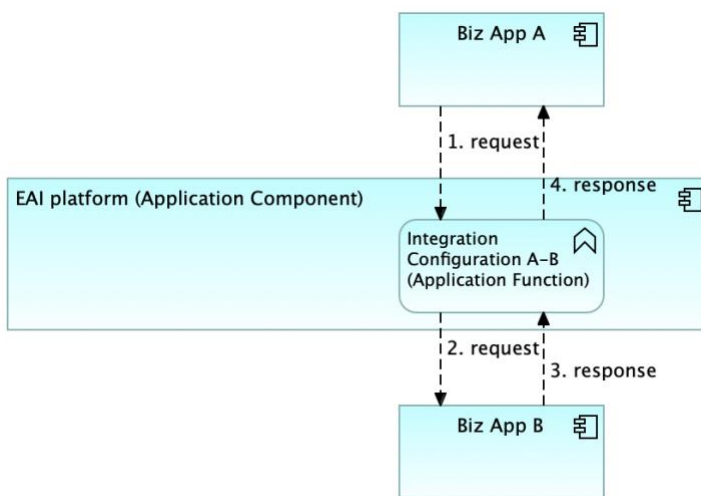 Biz App A
1. request
4. response
EAI platform (Application Component)
Integration
Configuration A-B
(Application Function)
2. request
3. response
Biz App B